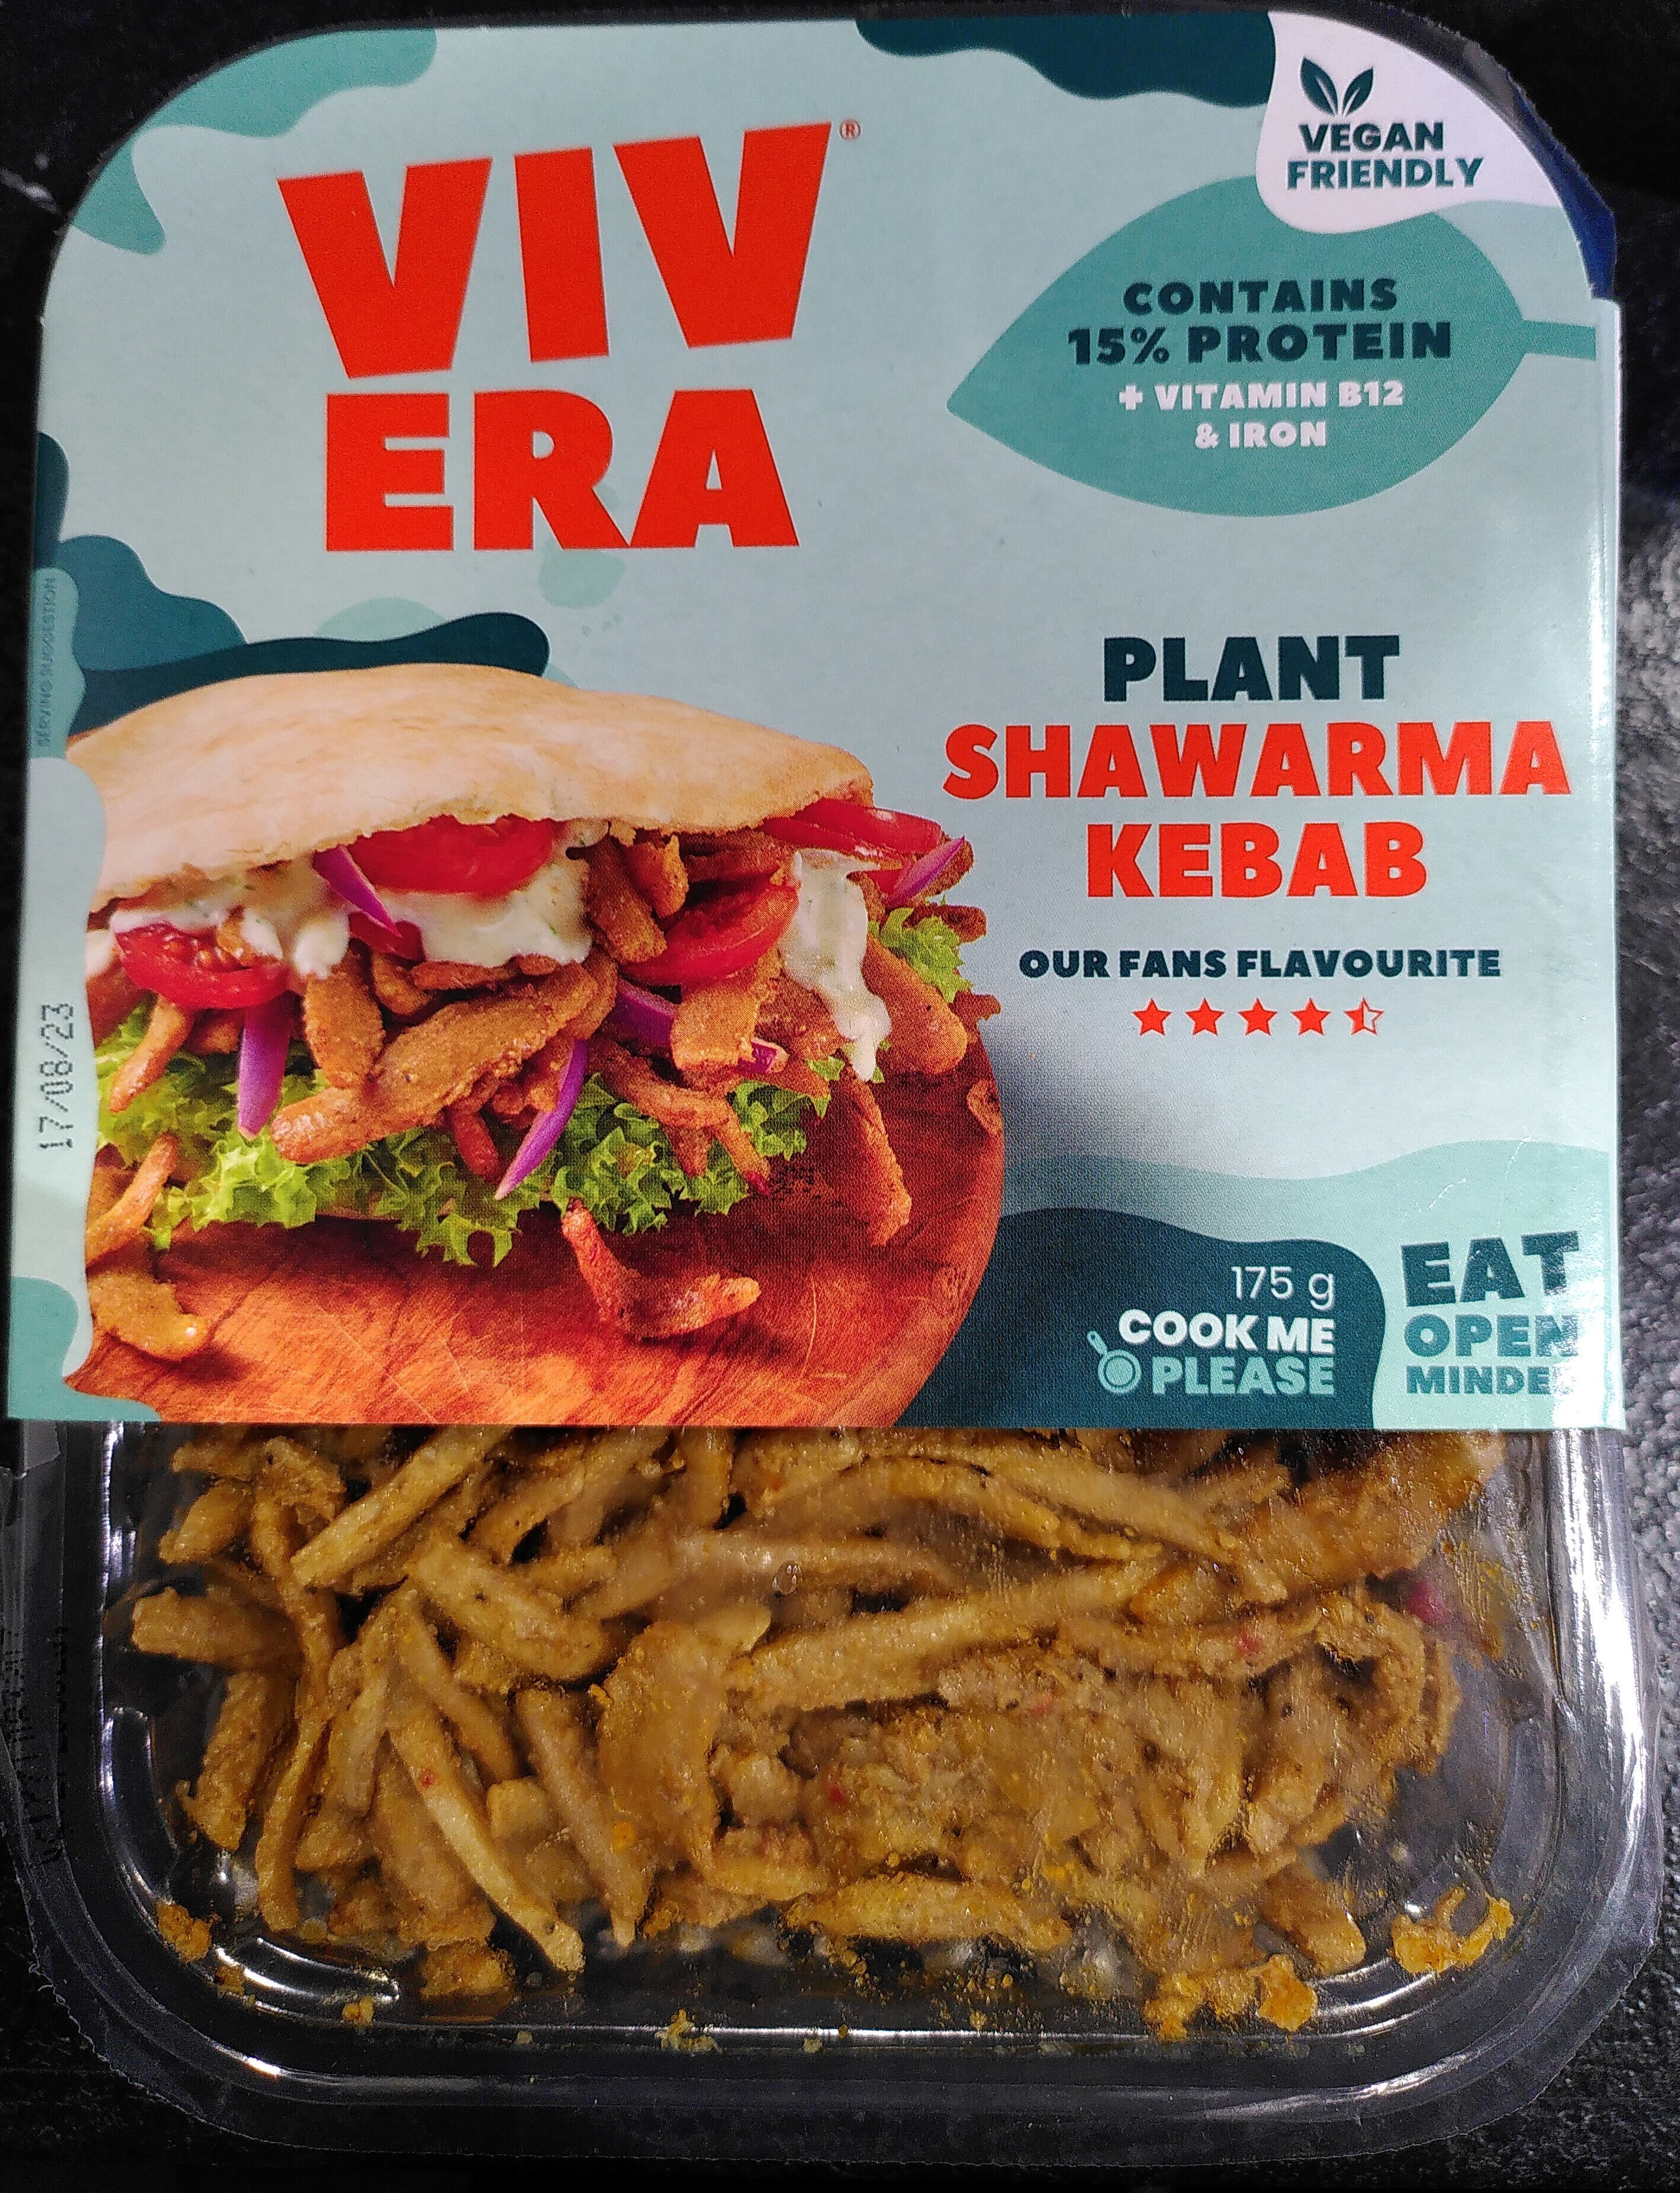 VIV
ERA®
VEGAN
FRIENDLY
CONTAINS
15% PROTEIN
+ VITAMIN B12
& IRON
PLANT
SHAWARMA
KEBAB
OUR FANS FLAVOURITE
SERVING SUGGESTION
17/08/23
175 g
COOK ME
PLEASE
EAT
OPEN